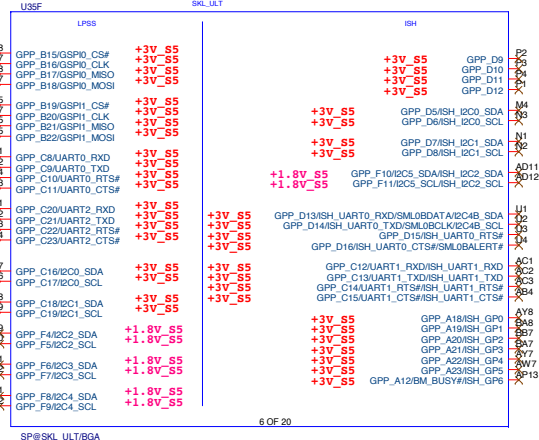 U35F
SKL_ULT
LPSS
ISH
GPP_B15/GSPI0_CS# +3V_S5
GPP_B16/GSPI0_CLK +3V_S5
GPP_B17/GSPI0_MISO +3V_S5
GPP_B18/GSPI0_MOSI +3V_S5
GPP_B19/GSPI1_CS# +3V_S5
GPP_B20/GSPI1_CLK +3V_S5
GPP_B21/GSPI1_MISO +3V_S5
GPP_B22/GSPI1_MOSI +3V_S5
GPP_C8/UART0_RXD +3V_S5
GPP_C9/UART0_TXD +3V_S5
GPP_C10/UART0_RTS# +3V_S5
GPP_C11/UART0_CTS# +3V_S5
GPP_C20/UART2_RXD +3V_S5
GPP_C21/UART2_TXD +3V_S5
GPP_C22/UART2_RTS# +3V_S5
GPP_C23/UART2_CTS# +3V_S5
GPP_C16/I2C0_SDA +3V_S5
GPP_C17/I2C0_SCL +3V_S5
GPP_C18/I2C1_SDA +3V_S5
GPP_C19/I2C1_SCL +3V_S5
GPP_F4/I2C2_SDA +1.8V_S5
GPP_F5/I2C2_SCL +1.8V_S5
GPP_F6/I2C3_SDA +1.8V_S5
GPP_F7/I2C3_SCL +1.8V_S5
GPP_F8/I2C4_SDA +1.8V_S5
GPP_F9/I2C4_SCL +1.8V_S5
+3V_S5 GPP_D9 P2
+3V_S5 GPP_D10 P3
+3V_S5 GPP_D11 P4
+3V_S5 GPP_D12 P1
+3V_S5 GPP_D5/ISH_I2C0_SDA M4
+3V_S5 GPP_D6/ISH_I2C0_SCL N3
+3V_S5 GPP_D7/ISH_I2C1_SDA N1
+3V_S5 GPP_D8/ISH_I2C1_SCL N2
+1.8V_S5 GPP_F10/I2C5_SDA/ISH_I2C2_SDA AD11
+1.8V_S5 GPP_F11/I2C5_SCL/ISH_I2C2_SCL AD12
+3V_S5 GPP_D13/ISH_UART0_RXD/SML0BDATA/I2C4B_SDA U1
+3V_S5 GPP_D14/ISH_UART0_TXD/SML0BCLK/I2C4B_SCL U2
+3V_S5 GPP_D15/ISH_UART0_RTS# U3
+3V_S5 GPP_D16/ISH_UART0_CTS#/SML0BALERT# U4
+3V_S5 GPP_C12/UART1_RXD/ISH_UART1_RXD AC1
+3V_S5 GPP_C13/UART1_TXD/ISH_UART1_TXD AC2
+3V_S5 GPP_C14/UART1_RTS#/ISH_UART1_RTS# AC3
+3V_S5 GPP_C15/UART1_CTS#/ISH_UART1_CTS# AB4
+3V_S5 GPP_A18/ISH_GP0 AY8
+3V_S5 GPP_A19/ISH_GP1 BA8
+3V_S5 GPP_A20/ISH_GP2 BB7
+3V_S5 GPP_A21/ISH_GP3 BA7
+3V_S5 GPP_A22/ISH_GP4 AY7
+3V_S5 GPP_A23/ISH_GP5 AW7
+3V_S5 GPP_A12/BM_BUSY#/ISH_GP6 AP13
6 OF 20
SP@SKL_ULT/BGA